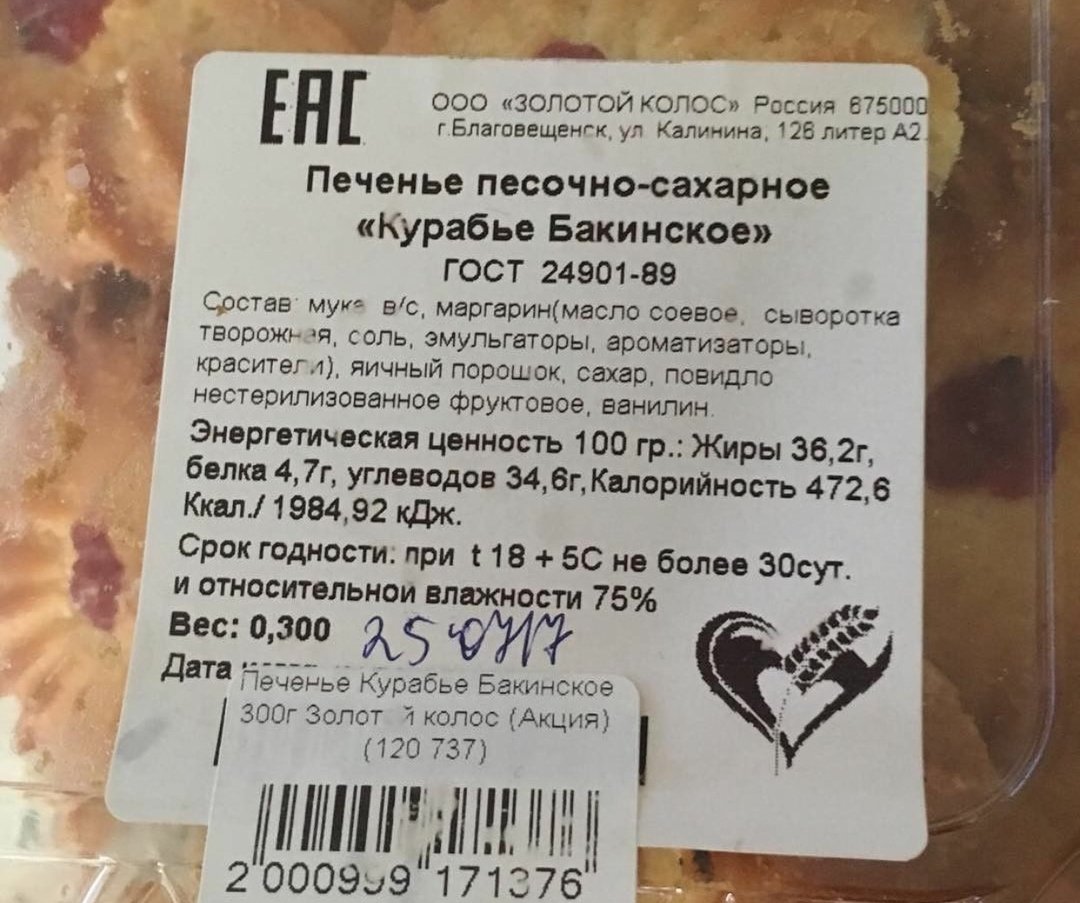 ЕАС
ООО «ЗОЛОТОЙ КОЛОС» Россия 675000
г.Благовещенск, ул Калинина, 126 литер А2
Печенье песочно-сахарное
«Курабье Бакинское»
ГОСТ 24901-89
Состав: мука в/с, маргарин(масло соевое, сыворотка
творожная, соль, эмульгаторы, ароматизаторы,
красители), яичный порошок, сахар, повидло
нестерилизованное фруктовое, ванилин.
Энергетическая ценность 100 гр.: Жиры 36,2г,
белка 4,7г, углеводов 34,6г,Калорийность 472,6
Ккал./ 1984,92 кДж.
Срок годности: при t 18 + 5С не более 30сут.
и относительной влажности 75%
Вес: 0,300 250717
Дата
Печенье Курабье Бакинское
300г Золотой колос (Акция)
(120 737)
2 000999 171376